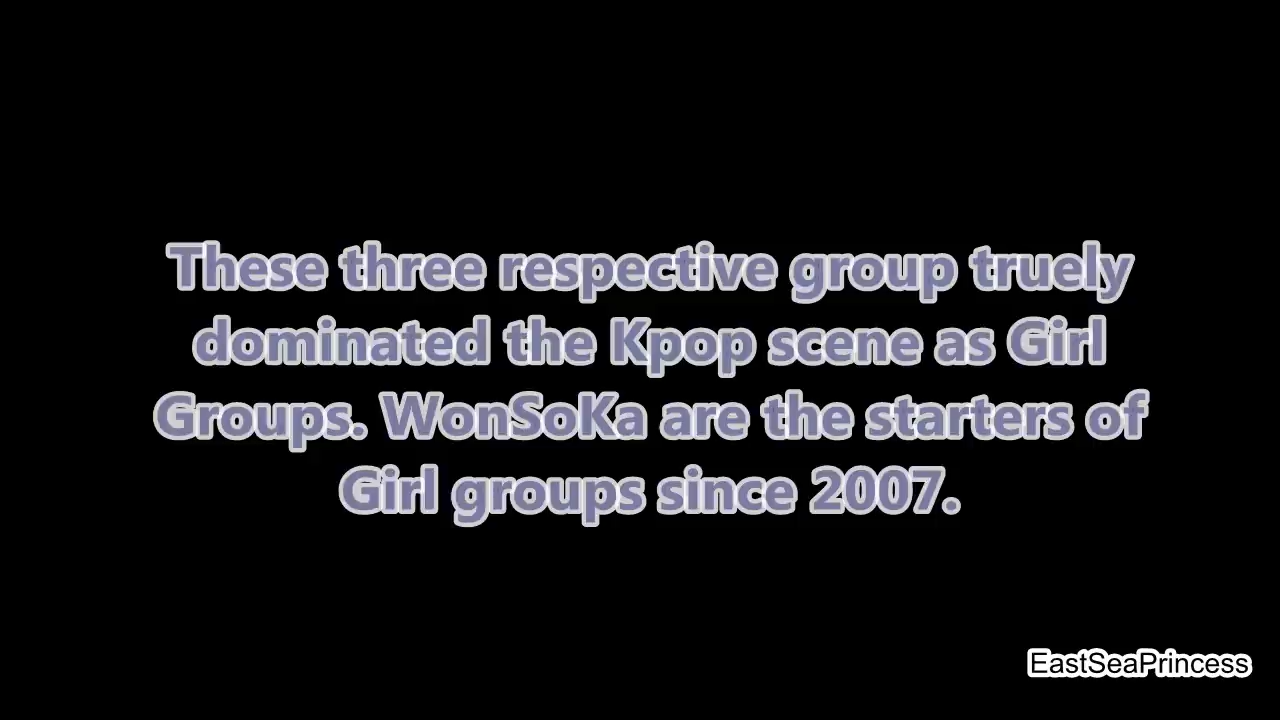 These three respective group truely
dominated the Kpop scene as Girl
Groups. WonSoKa are the starters of
Girl groups since 2007.
EastSeaPrincess